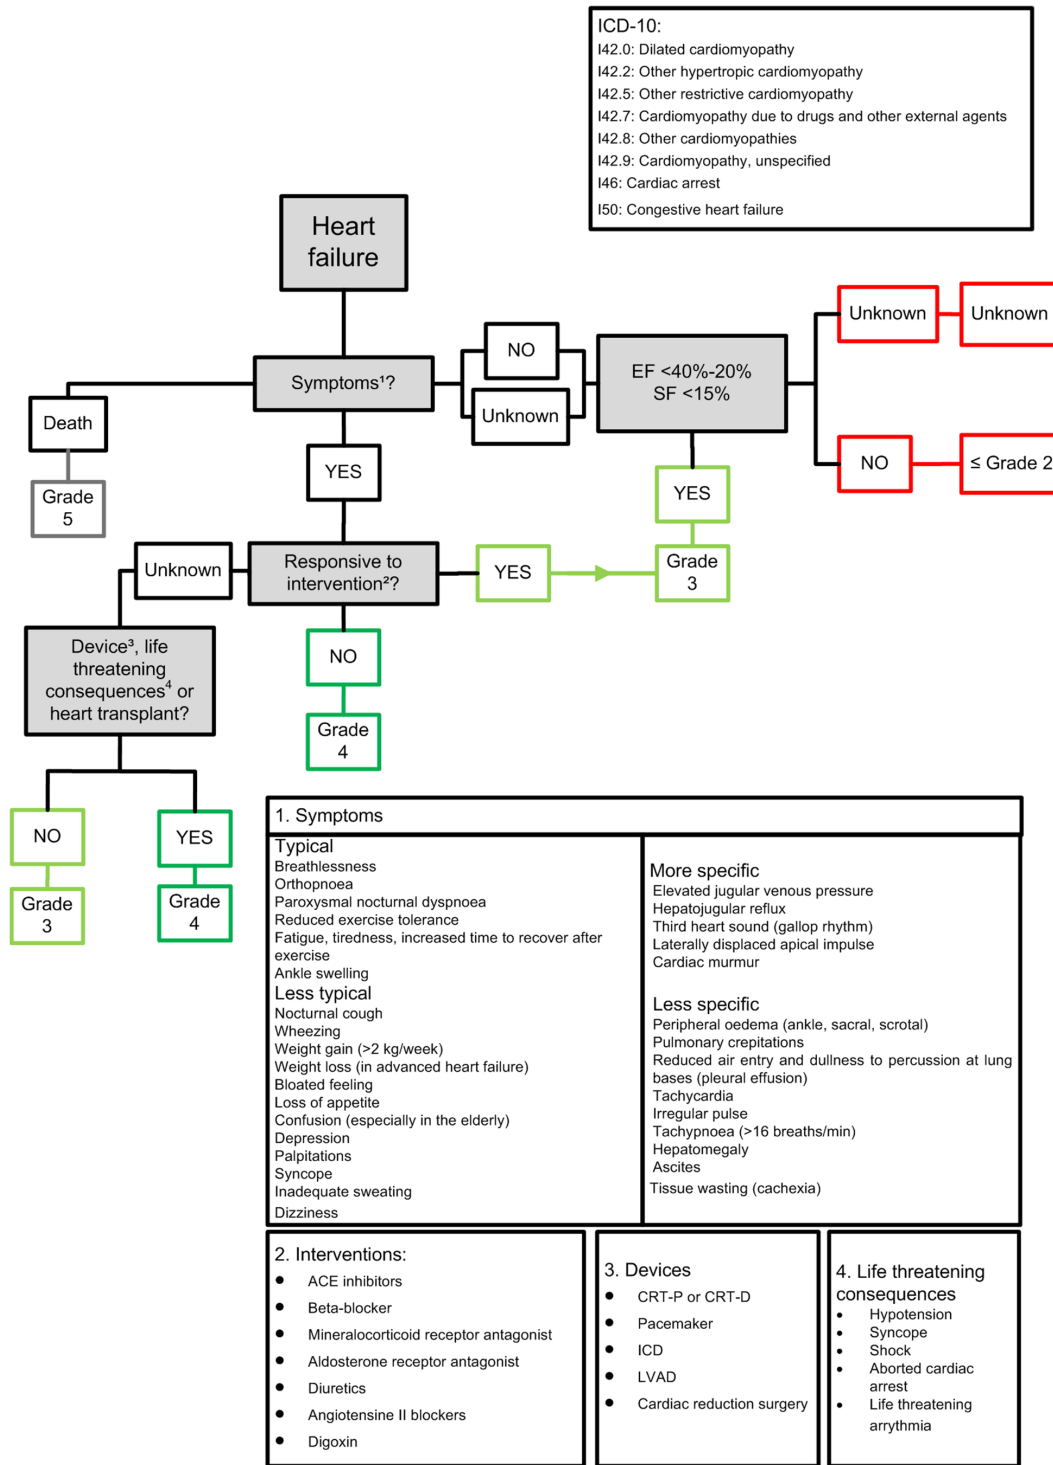 ICD-10:
I42.0: Dilated cardiomyopathy
I42.2: Other hypertropic cardiomyopathy
I42.5: Other restrictive cardiomyopathy
I42.7: Cardiomyopathy due to drugs and other external agents
I42.8: Other cardiomyopathies
I42.9: Cardiomyopathy, unspecified
I46: Cardiac arrest
I50: Congestive heart failure
Heart
failure
Symptoms¹?
NO
Unknown
EF <40%-20%
SF <15%
Unknown
Unknown
NO
≤ Grade 2
Death
Grade
5
YES
YES
Grade
3
Unknown
Responsive to
intervention²?
YES
NO
Grade
4
Device³, life
threatening
consequences⁴ or
heart transplant?
NO
Grade
3
YES
Grade
4
1. Symptoms
Typical
Breathlessness
Orthopnoea
Paroxysmal nocturnal dyspnoea
Reduced exercise tolerance
Fatigue, tiredness, increased time to recover after
exercise
Ankle swelling
Less typical
Nocturnal cough
Wheezing
Weight gain (>2 kg/week)
Weight loss (in advanced heart failure)
Bloated feeling
Loss of appetite
Confusion (especially in the elderly)
Depression
Palpitations
Syncope
Inadequate sweating
Dizziness
More specific
Elevated jugular venous pressure
Hepatojugular reflux
Third heart sound (gallop rhythm)
Laterally displaced apical impulse
Cardiac murmur
Less specific
Peripheral oedema (ankle, sacral, scrotal)
Pulmonary crepitations
Reduced air entry and dullness to percussion at lung
bases (pleural effusion)
Tachycardia
Irregular pulse
Tachypnoea (>16 breaths/min)
Hepatomegaly
Ascites
Tissue wasting (cachexia)
2. Interventions:
● ACE inhibitors
● Beta-blocker
● Mineralocorticoid receptor antagonist
● Aldosterone receptor antagonist
● Diuretics
● Angiotensine II blockers
● Digoxin
3. Devices
● CRT-P or CRT-D
● Pacemaker
● ICD
● LVAD
● Cardiac reduction surgery
4. Life threatening
consequences
• Hypotension
• Syncope
• Shock
• Aborted cardiac
arrest
• Life threatening
arrythmia